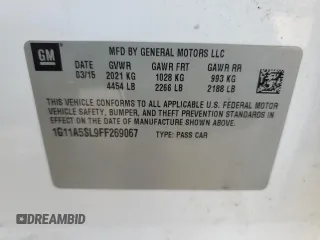 GM
MFD BY GENERAL MOTORS LLC
DATE GVWR GAWR FRT GAWR RR
03/15 2021 KG 1028 KG 993 KG
4454 LB 2266 LB 2188 LB
THIS VEHICLE CONFORMS TO ALL APPLICABLE U.S. FEDERAL MOTOR
VEHICLE SAFETY, BUMPER, AND THEFT PREVENTION STANDARDS
IN EFFECT ON THE DATE OF MANUFACTURE SHOWN ABOVE.
1G11A5SL9FF269067 TYPE: PASS CAR
DREAMBID